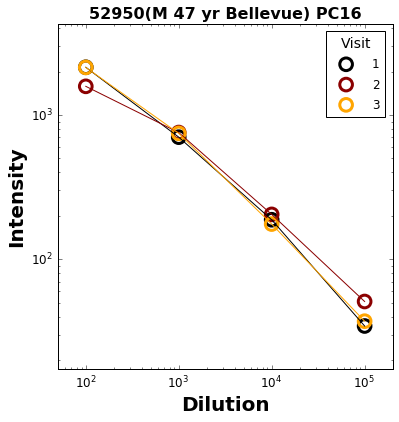 52950(M 47 yr Bellevue) PC16
Visit
1
2
3
Intensity
10³
10²
10² 10³ 10⁴ 10⁵
Dilution